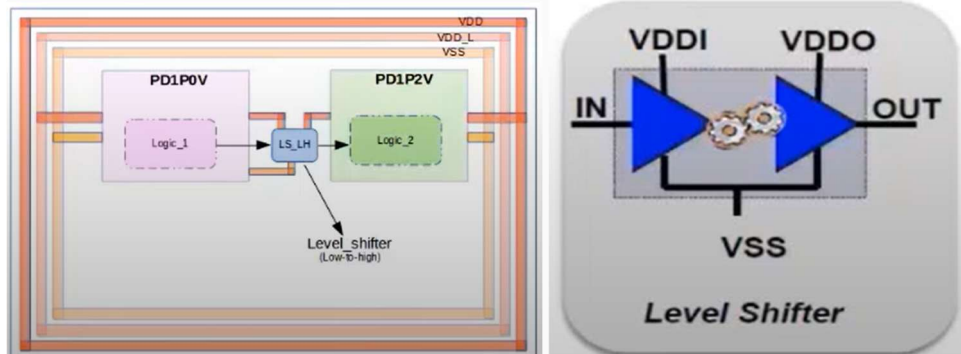 VDD
VDD_L
VSS
PD1P0V
PD1P2V
Logic_1
LS_LH
Logic_2
Level_shifter
(Low-to-high)
VDDI
VDDO
IN
OUT
VSS
Level Shifter